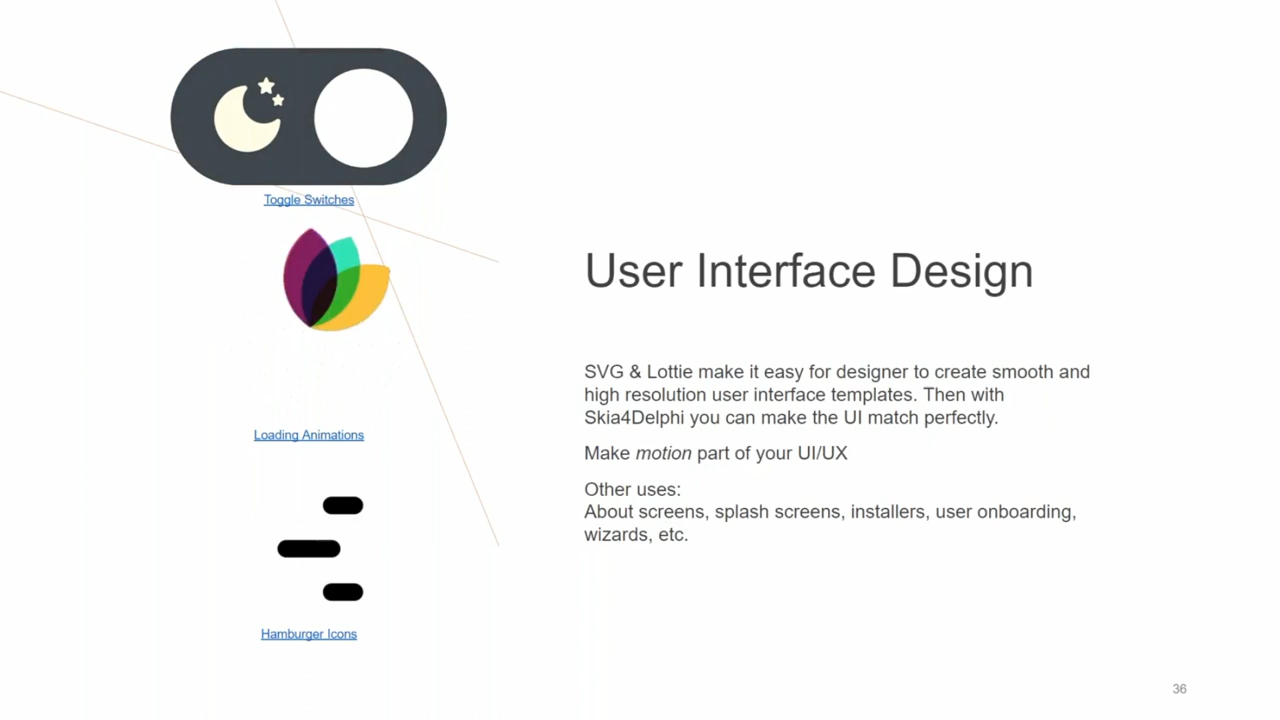 Toggle Switches
Loading Animations
Hamburger Icons
User Interface Design
SVG & Lottie make it easy for designer to create smooth and
high resolution user interface templates. Then with
Skia4Delphi you can make the UI match perfectly.
Make motion part of your UI/UX
Other uses:
About screens, splash screens, installers, user onboarding,
wizards, etc.
36